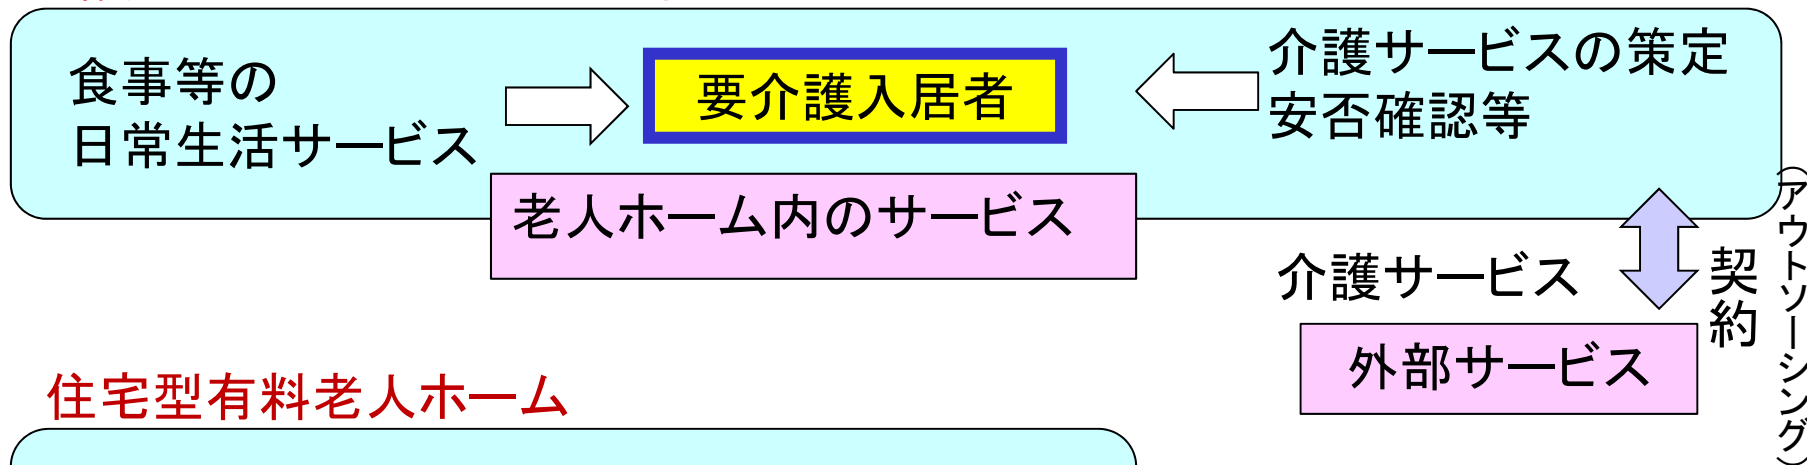 食事等の
日常生活サービス
要介護入居者
介護サービスの策定
安否確認等
老人ホーム内のサービス
介護サービス
契約
（アウトソーシング）
外部サービス
住宅型有料老人ホーム